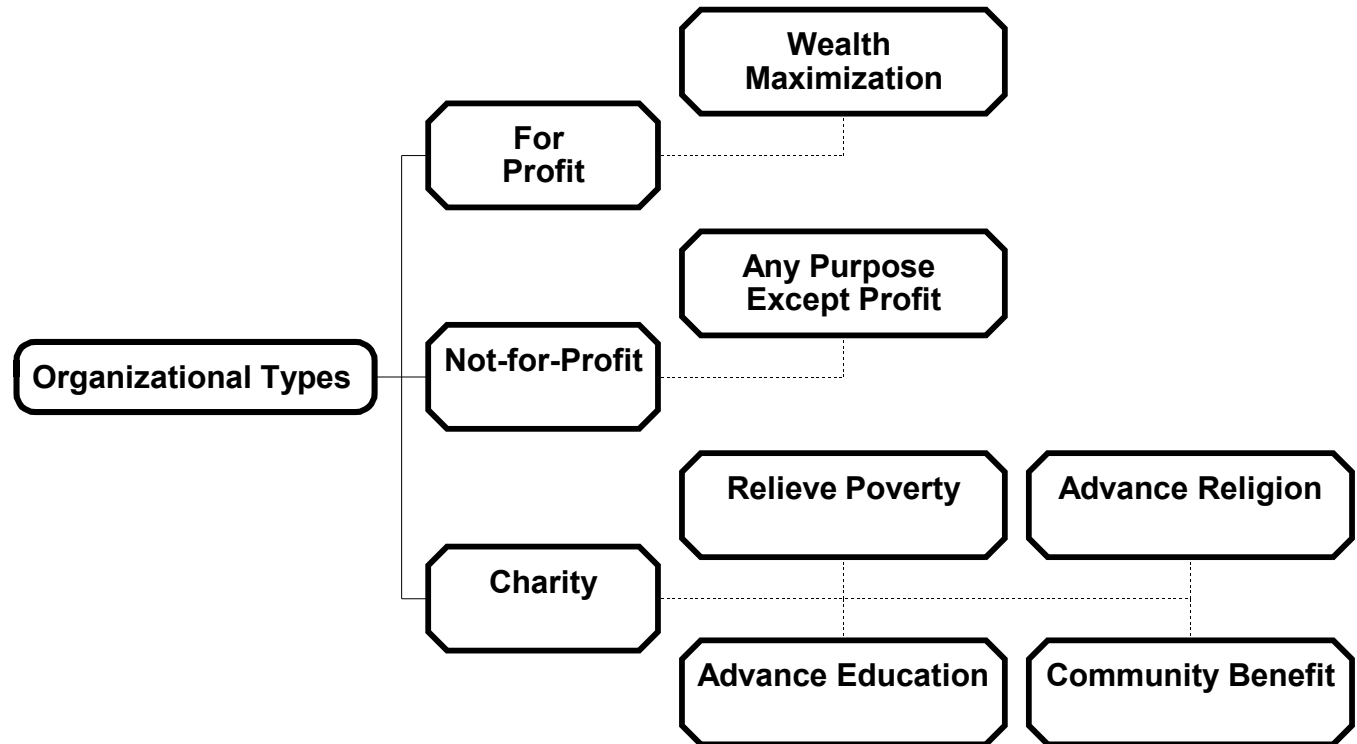 Wealth
Maximization
For
Profit
Any Purpose
Except Profit
Not-for-Profit
Organizational Types
Relieve Poverty
Advance Religion
Charity
Advance Education
Community Benefit